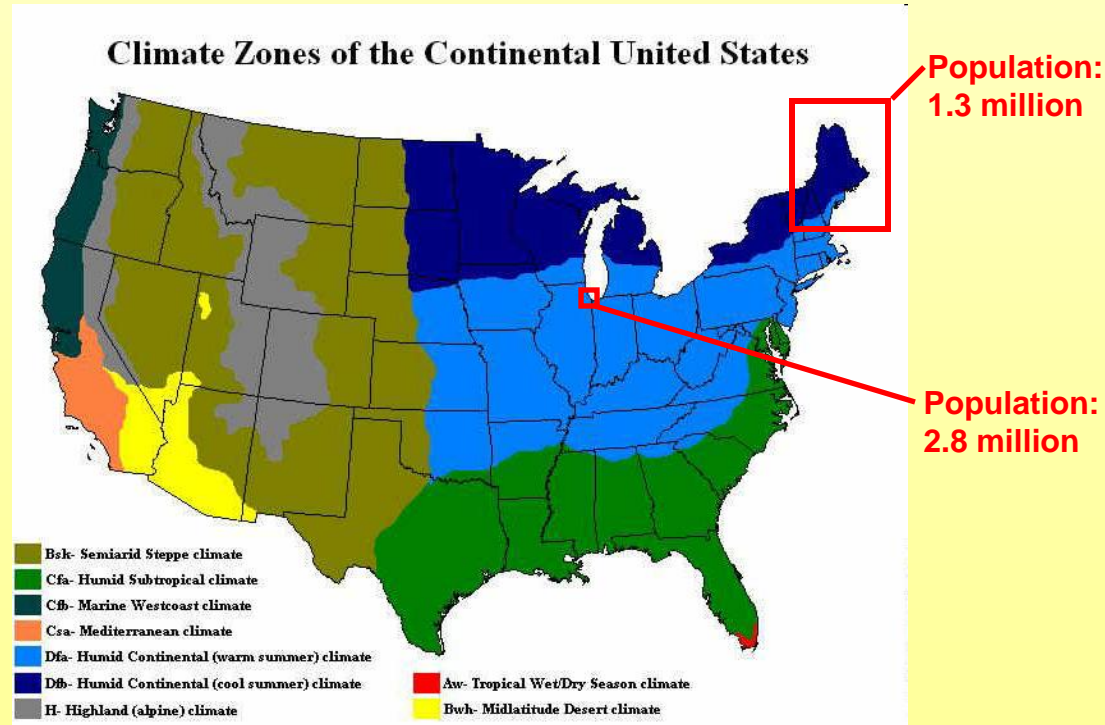 Climate Zones of the Continental United States
Population:
1.3 million
Population:
2.8 million
Bsk- Semiarid Steppe climate
Cfa- Humid Subtropical climate
Cfb- Marine Westcoast climate
Csa- Mediterranean climate
Dfa- Humid Continental (warm summer) climate
Dfb- Humid Continental (cool summer) climate
H- Highland (alpine) climate
Aw- Tropical Wet/Dry Season climate
Bwh- Midlatitude Desert climate